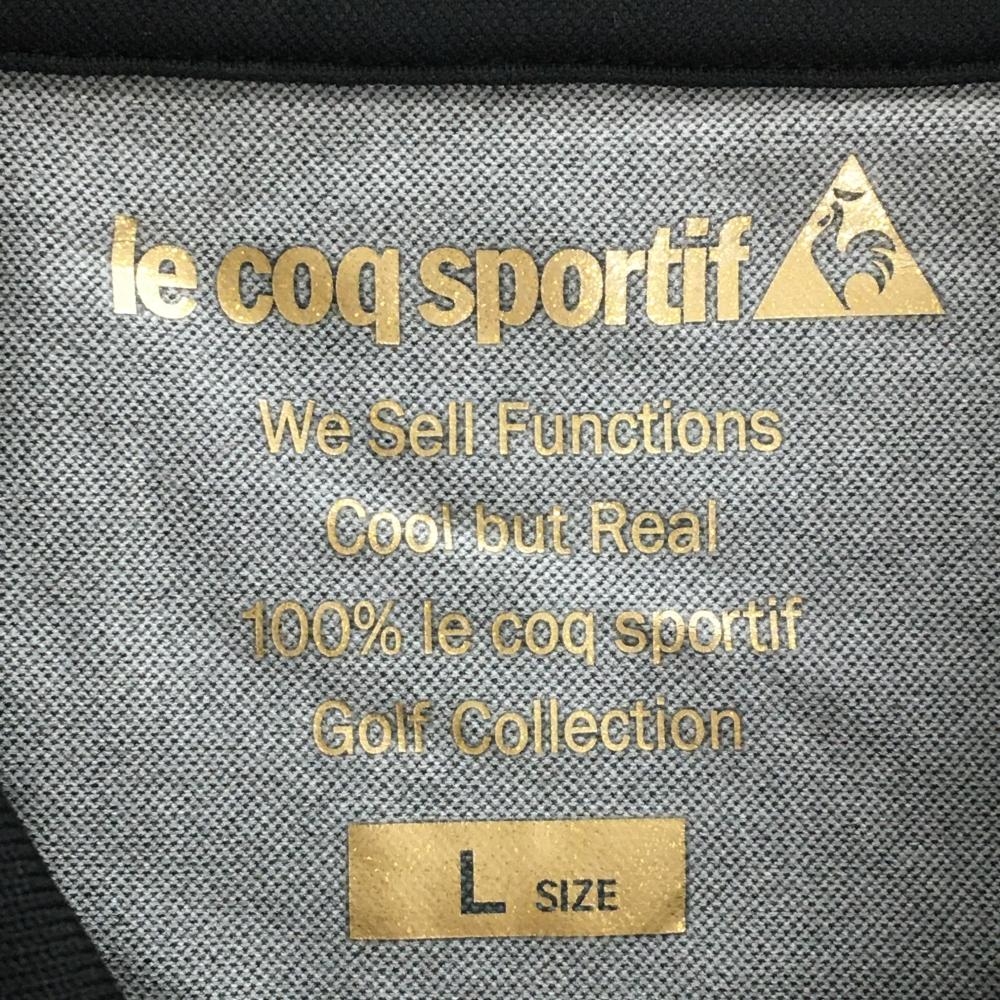 le coq sportif
We Sell Functions
Cool but Real
100% le coq sportif
Golf Collection
L SIZE